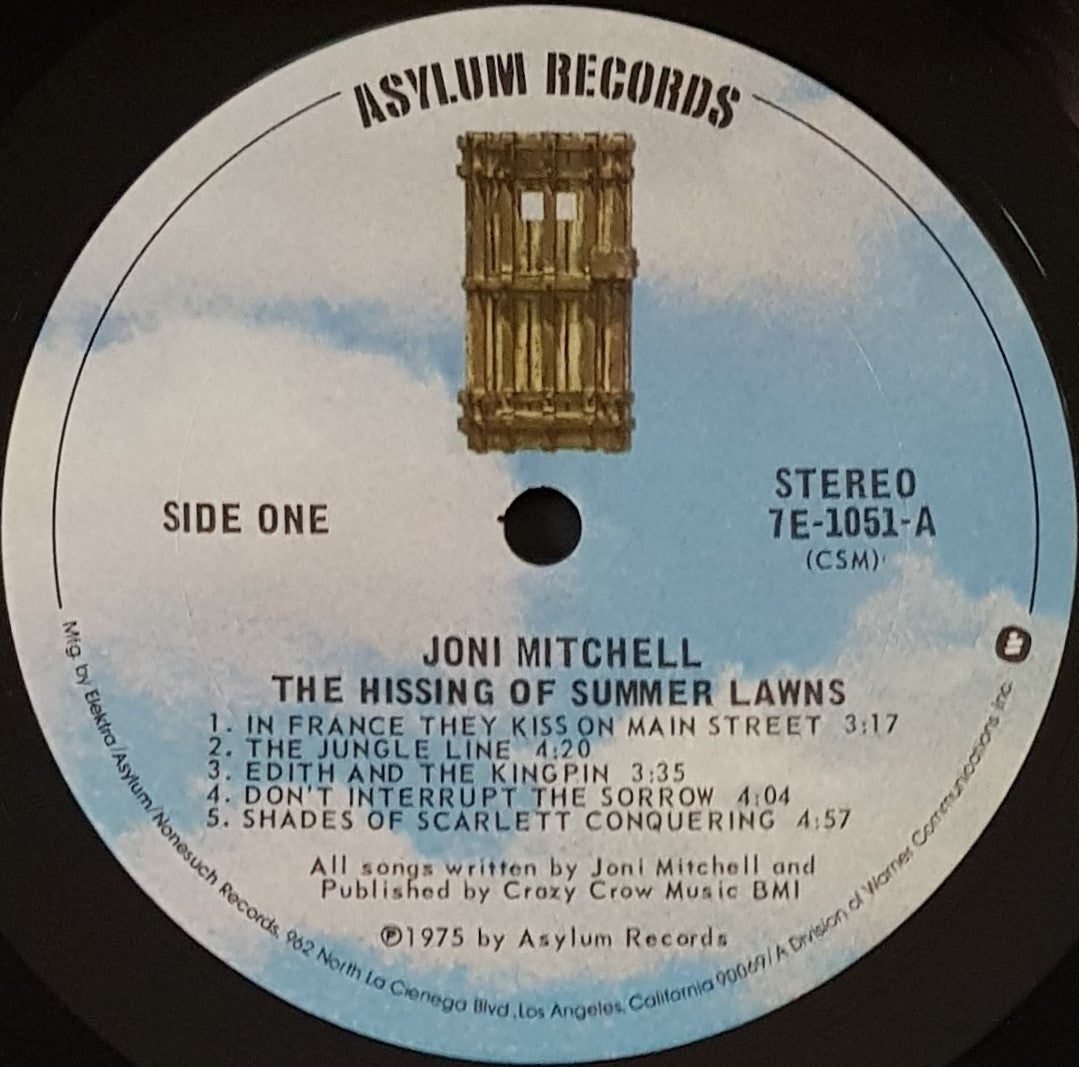 ASYLUM RECORDS
SIDE ONE
STEREO
7E-1051-A
(CSM)
JONI MITCHELL
THE HISSING OF SUMMER LAWNS
1. IN FRANCE THEY KISS ON MAIN STREET 3:17
2. THE JUNGLE LINE 4:20
3. EDITH AND THE KINGPIN 3:35
4. DON'T INTERRUPT THE SORROW 4:04
5. SHADES OF SCARLETT CONQUERING 4:57
All songs written by Joni Mitchell and
Published by Crazy Crow Music BMI
℗1975 by Asylum Records
Mfg. by Elektra/Asylum/Nonesuch Records, 962 North La Cienega Blvd., Los Angeles, California 90069/A Division of Warner Communications Inc.